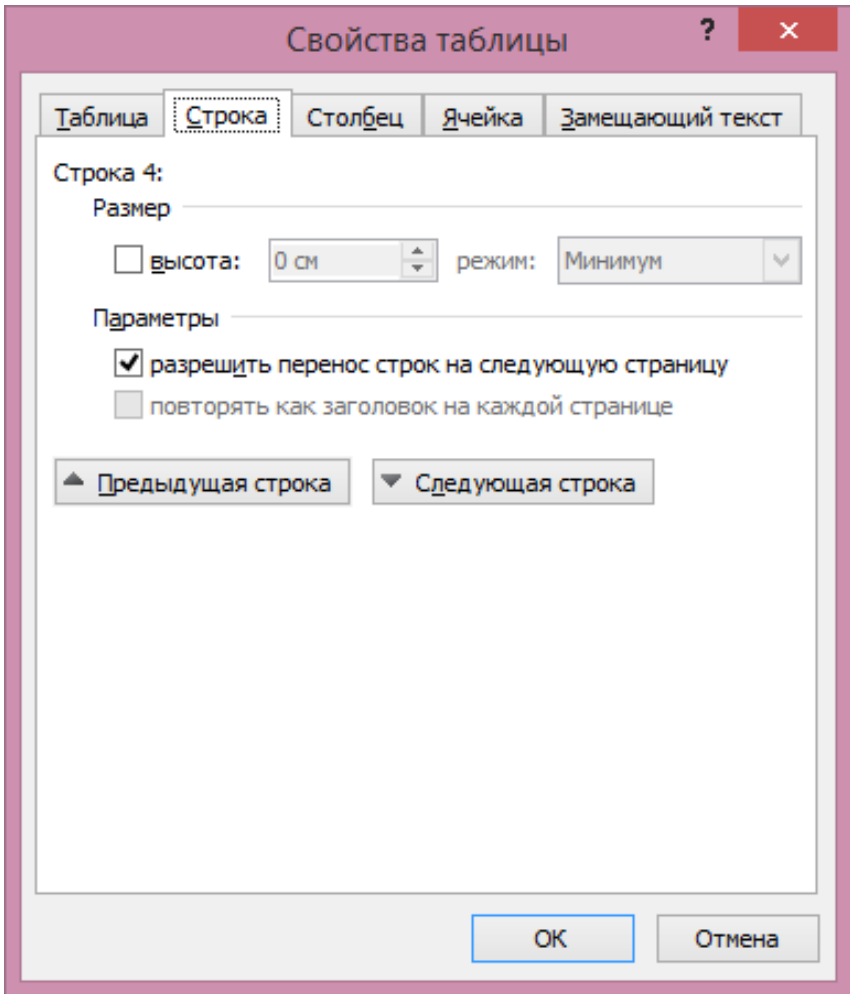 Свойства таблицы ? ×
Таблица Строка Столбец Ячейка Замещающий текст
Строка 4:
Размер
высота: 0 см режим: Минимум
Параметры
разрешить перенос строк на следующую страницу
повторять как заголовок на каждой странице
Предыдущая строка Следующая строка
ОК Отмена